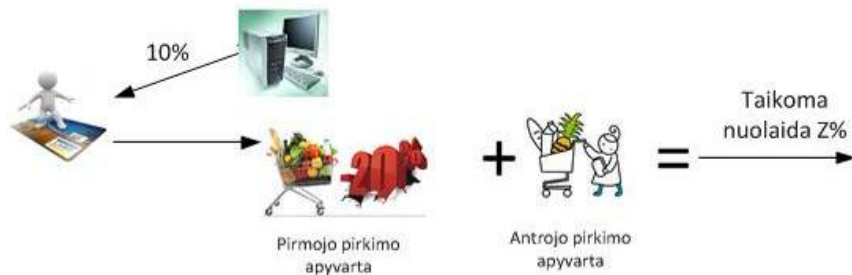 10%
-20%
Pirmojo pirkimo
apyvarta
+
Antrojo pirkimo
apyvarta
=
Taikoma
nuolaida Z%